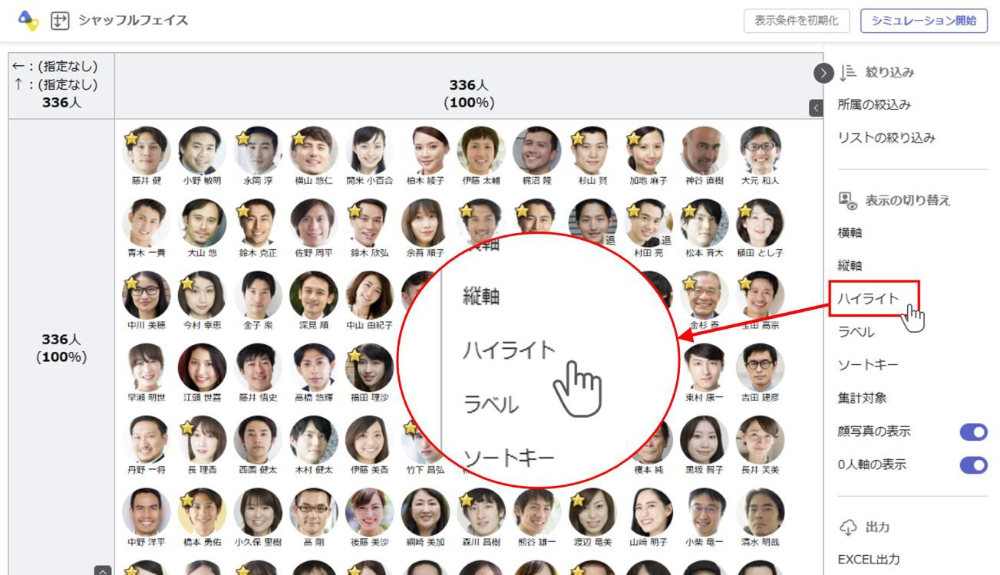 シャッフルフェイス
表示条件を初期化
シミュレーション開始
←：(指定なし)
↑：(指定なし)
336人
336人
(100%)
336人
(100%)
藤井 健 小野 敏明 永岡 淳 横山 悠仁 開米 小百合 柏木 綾子 伊藤 太輔 梶沼 隆 杉山 賢 加地 麻子 神谷 直樹 大元 和人
退 退
青木 一貴 大山 悠 鈴木 克正 佐野 周平 鈴木 欣弘 余吾 順子 村田 亮 松本 斉大 植田 とし子
中川 美穂 今村 幸恵 金子 衆 深見 順 中山 由紀子 金杉 泰 玉田 高宗
早瀬 明世 江頭 世喜 藤井 悟史 高橋 悠輝 福田 理沙 東村 康一 吉田 建彦
丹野 一将 長 理香 西園 健太 木村 健太 伊藤 美香 竹下 昌弘 榎本 純 黒坂 智子 長井 芙美
中野 洋平 橋本 勇佑 小久保 里樹 高 剛 後藤 美沙 綱崎 美加 森川 昌樹 熊谷 雄一 渡辺 竜美 山﨑 明子 小柴 竜一 清水 明哉
縦軸
ハイライト
ラベル
ソートキー
絞り込み
所属の絞込み
リストの絞り込み
表示の切り替え
横軸
縦軸
ハイライト
ラベル
ソートキー
集計対象
顔写真の表示
0人軸の表示
出力
EXCEL出力